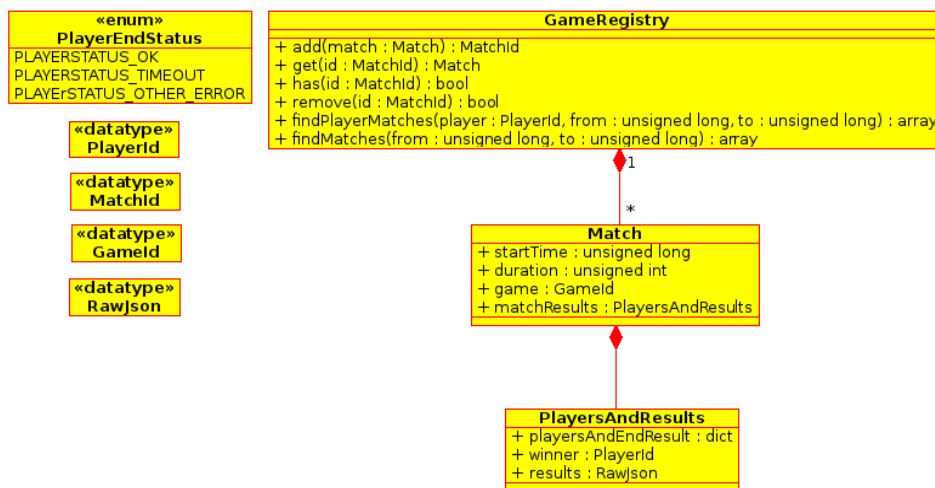 «enum»
PlayerEndStatus
PLAYERSTATUS_OK
PLAYERSTATUS_TIMEOUT
PLAYErSTATUS_OTHER_ERROR
«datatype»
PlayerId
«datatype»
MatchId
«datatype»
GameId
«datatype»
RawJson
GameRegistry
+ add(match : Match) : MatchId
+ get(id : MatchId) : Match
+ has(id : MatchId) : bool
+ remove(id : MatchId) : bool
+ findPlayerMatches(player : PlayerId, from : unsigned long, to : unsigned long) : array
+ findMatches(from : unsigned long, to : unsigned long) : array
1
*
Match
+ startTime : unsigned long
+ duration : unsigned int
+ game : GameId
+ matchResults : PlayersAndResults
PlayersAndResults
+ playersAndEndResult : dict
+ winner : PlayerId
+ results : RawJson